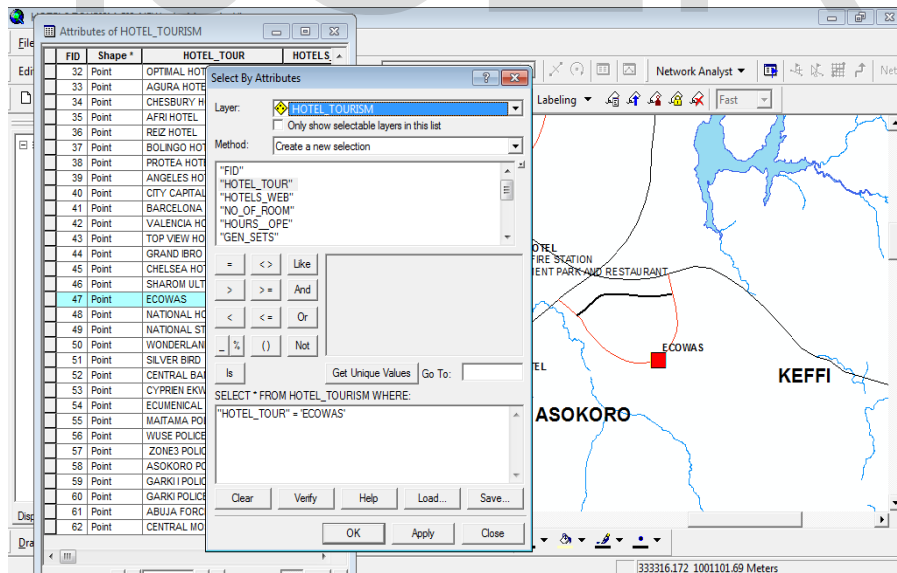 Attributes of HOTEL_TOURISM
File
Edi
FID Shape * HOTEL_TOUR HOTELS_
32 Point OPTIMAL HOT
33 Point AGURA HOTE
34 Point CHESBURY H
35 Point AFRI HOTEL
36 Point REIZ HOTEL
37 Point BOLINGO HOT
38 Point PROTEA HOTE
39 Point ANGELES HO
40 Point CITY CAPITAL
41 Point BARCELONA
42 Point VALENCIA HO
43 Point TOP VIEW HO
44 Point GRAND IBRO
45 Point CHELSEA HOT
46 Point SHAROM ULT
47 Point ECOWAS
48 Point NATIONAL HO
49 Point NATIONAL ST
50 Point WONDERLAN
51 Point SILVER BIRD
52 Point CENTRAL BAI
53 Point CYPRIEN EKW
54 Point ECUMENICAL
55 Point MAITAMA POI
56 Point WUSE POLICE
57 Point ZONE3 POLIC
58 Point ASOKORO PO
59 Point GARKI I POLIC
60 Point GARKI POLICE
61 Point ABUJA FORC
62 Point CENTRAL MO
Disp
Dra
Select By Attributes
Layer: HOTEL_TOURISM
Only show selectable layers in this list
Method: Create a new selection
"FID"
"HOTEL_TOUR"
"HOTELS_WEB"
"NO_OF_ROOM"
"HOURS__OPE"
"GEN_SETS"
= <> Like
> > = And
< < = Or
_ % () Not
Is Get Unique Values Go To:
SELECT * FROM HOTEL_TOURISM WHERE:
"HOTEL_TOUR" = 'ECOWAS'
Clear Verify Help Load... Save...
OK Apply Close
Network Analyst Net
Labeling Fast
OTEL
FIRE STATION
MENT PARK AND RESTAURANT
ECOWAS
TEL
KEFFI
ASOKORO
333316.172 1001101.69 Meters